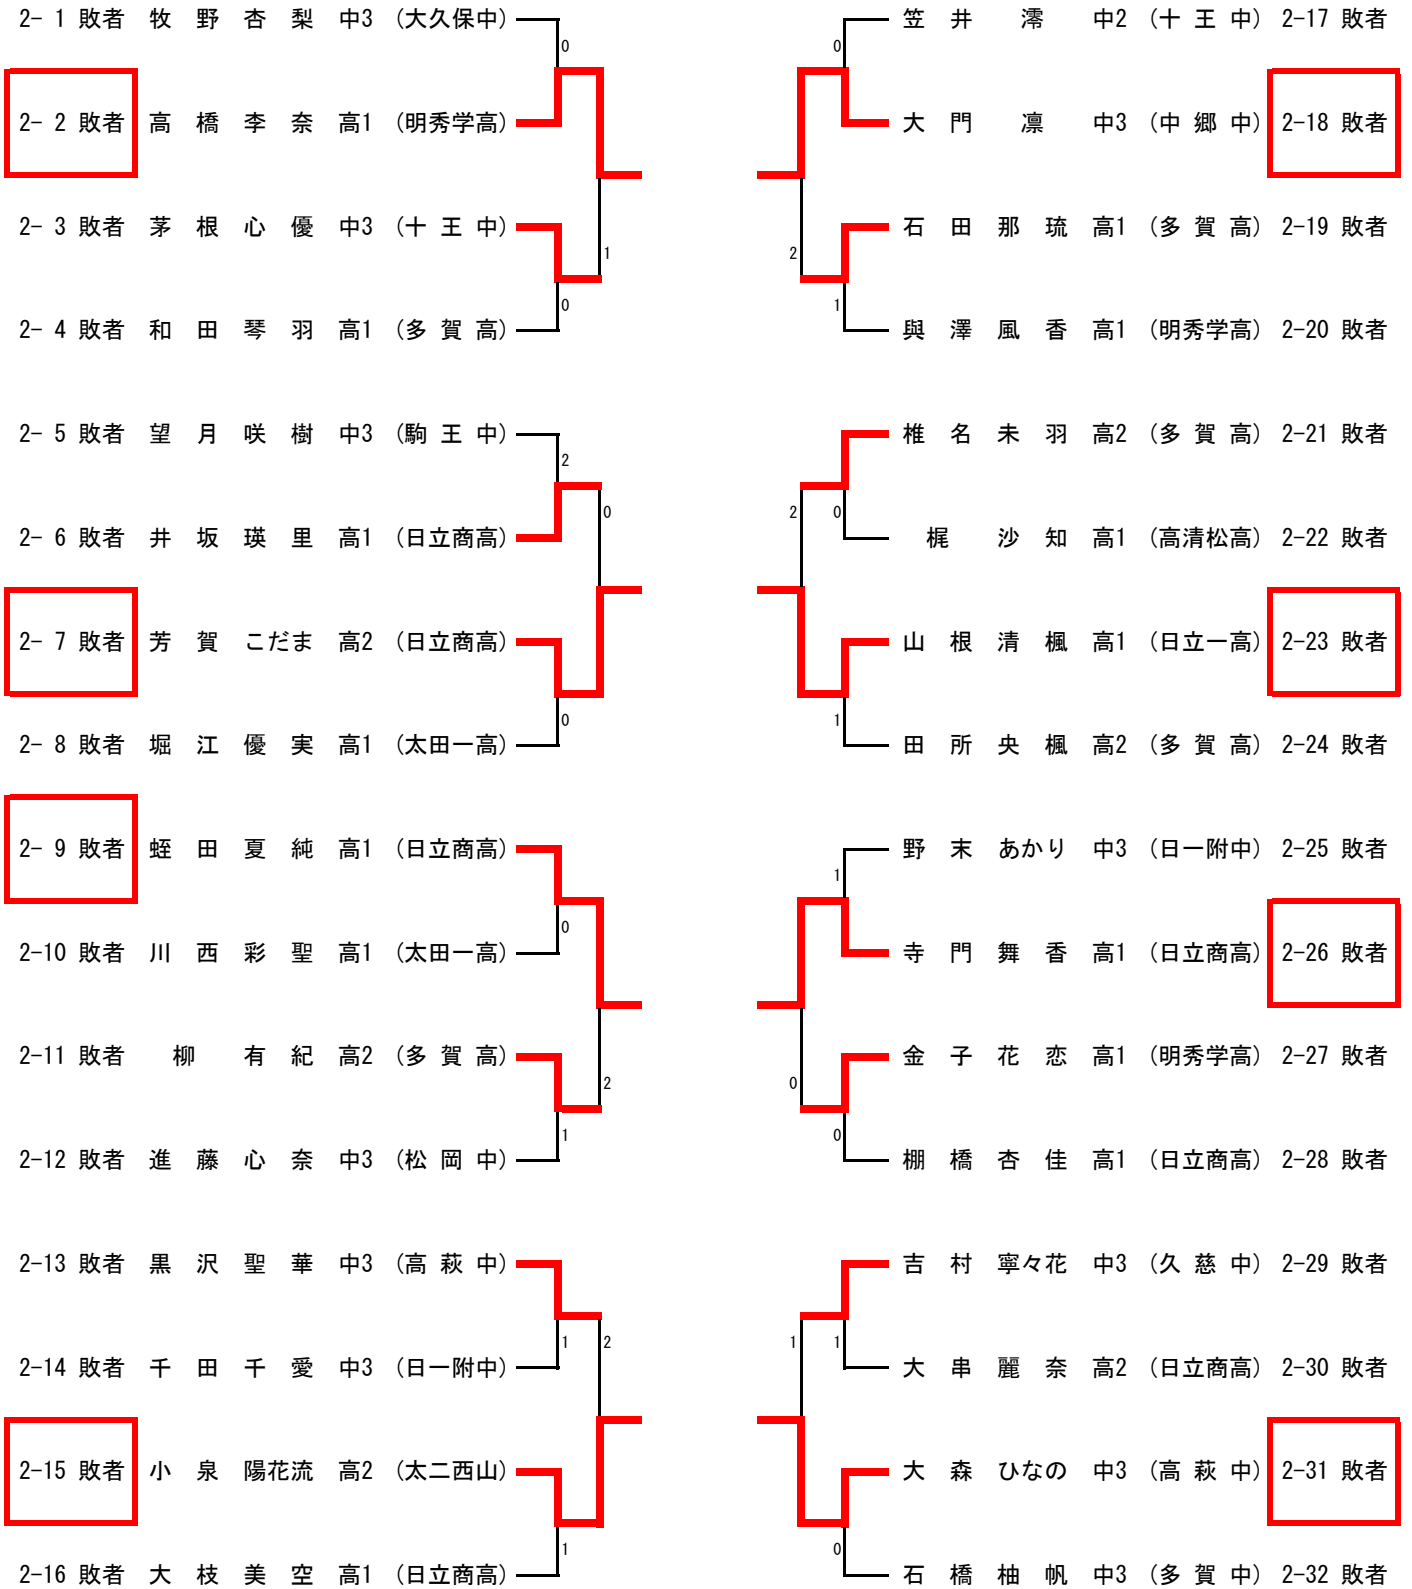 2- 1 敗者 牧野杏梨 中3 (大久保中) 笠井 澪 中2 (十王中) 2-17 敗者
0 0
2- 2 敗者 高橋李奈 高1 (明秀学高) 大門 凛 中3 (中郷中) 2-18 敗者
2- 3 敗者 茅根心優 中3 (十王中) 石田那琉 高1 (多賀高) 2-19 敗者
1 2
0 1
2- 4 敗者 和田琴羽 高1 (多賀高) 與澤風香 高1 (明秀学高) 2-20 敗者
2- 5 敗者 望月咲樹 中3 (駒王中) 椎名未羽 高2 (多賀高) 2-21 敗者
2
0 2 0
2- 6 敗者 井坂瑛里 高1 (日立商高) 梶 沙知 高1 (高清松高) 2-22 敗者
2- 7 敗者 芳賀こだま 高2 (日立商高) 山根清楓 高1 (日立一高) 2-23 敗者
0 1
2- 8 敗者 堀江優実 高1 (太田一高) 田所央楓 高2 (多賀高) 2-24 敗者
2- 9 敗者 蛭田夏純 高1 (日立商高) 野末あかり 中3 (日一附中) 2-25 敗者
1
0
2-10 敗者 川西彩聖 高1 (太田一高) 寺門舞香 高1 (日立商高) 2-26 敗者
2-11 敗者 柳 有紀 高2 (多賀高) 金子花恋 高1 (明秀学高) 2-27 敗者
2 0
1 0
2-12 敗者 進藤心奈 中3 (松岡中) 棚橋杏佳 高1 (日立商高) 2-28 敗者
2-13 敗者 黒沢聖華 中3 (高萩中) 吉村寧々花 中3 (久慈中) 2-29 敗者
1 2 1 1
2-14 敗者 千田千愛 中3 (日一附中) 大串麗奈 高2 (日立商高) 2-30 敗者
2-15 敗者 小泉陽花流 高2 (太二西山) 大森ひなの 中3 (高萩中) 2-31 敗者
1 0
2-16 敗者 大枝美空 高1 (日立商高) 石橋柚帆 中3 (多賀中) 2-32 敗者